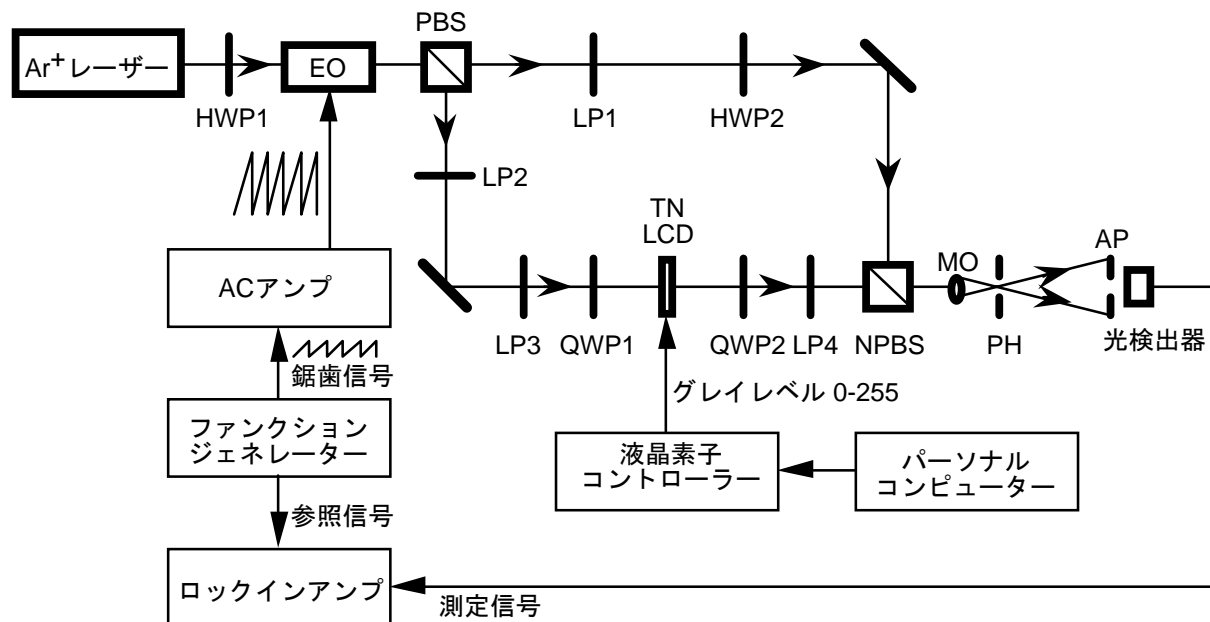 PBS
Ar+レーザー
EO
HWP1
LP1
HWP2
LP2
TN
LCD
MO
AP
LP3
QWP1
QWP2
LP4
NPBS
PH
光検出器
ACアンプ
鋸歯信号
グレイレベル 0-255
ファンクション
ジェネレーター
液晶素子
コントローラー
パーソナル
コンピューター
参照信号
ロックインアンプ
測定信号